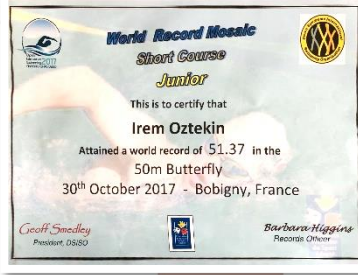 World Record Mosaic
Short Course
Junior
This is to certify that
Irem Oztekin
Attained a world record of 51.37 in the
50m Butterfly
30th October 2017 - Bobigny, France
Geoff Smedley
President, DSISO
Barbara Higgins
Records Officer